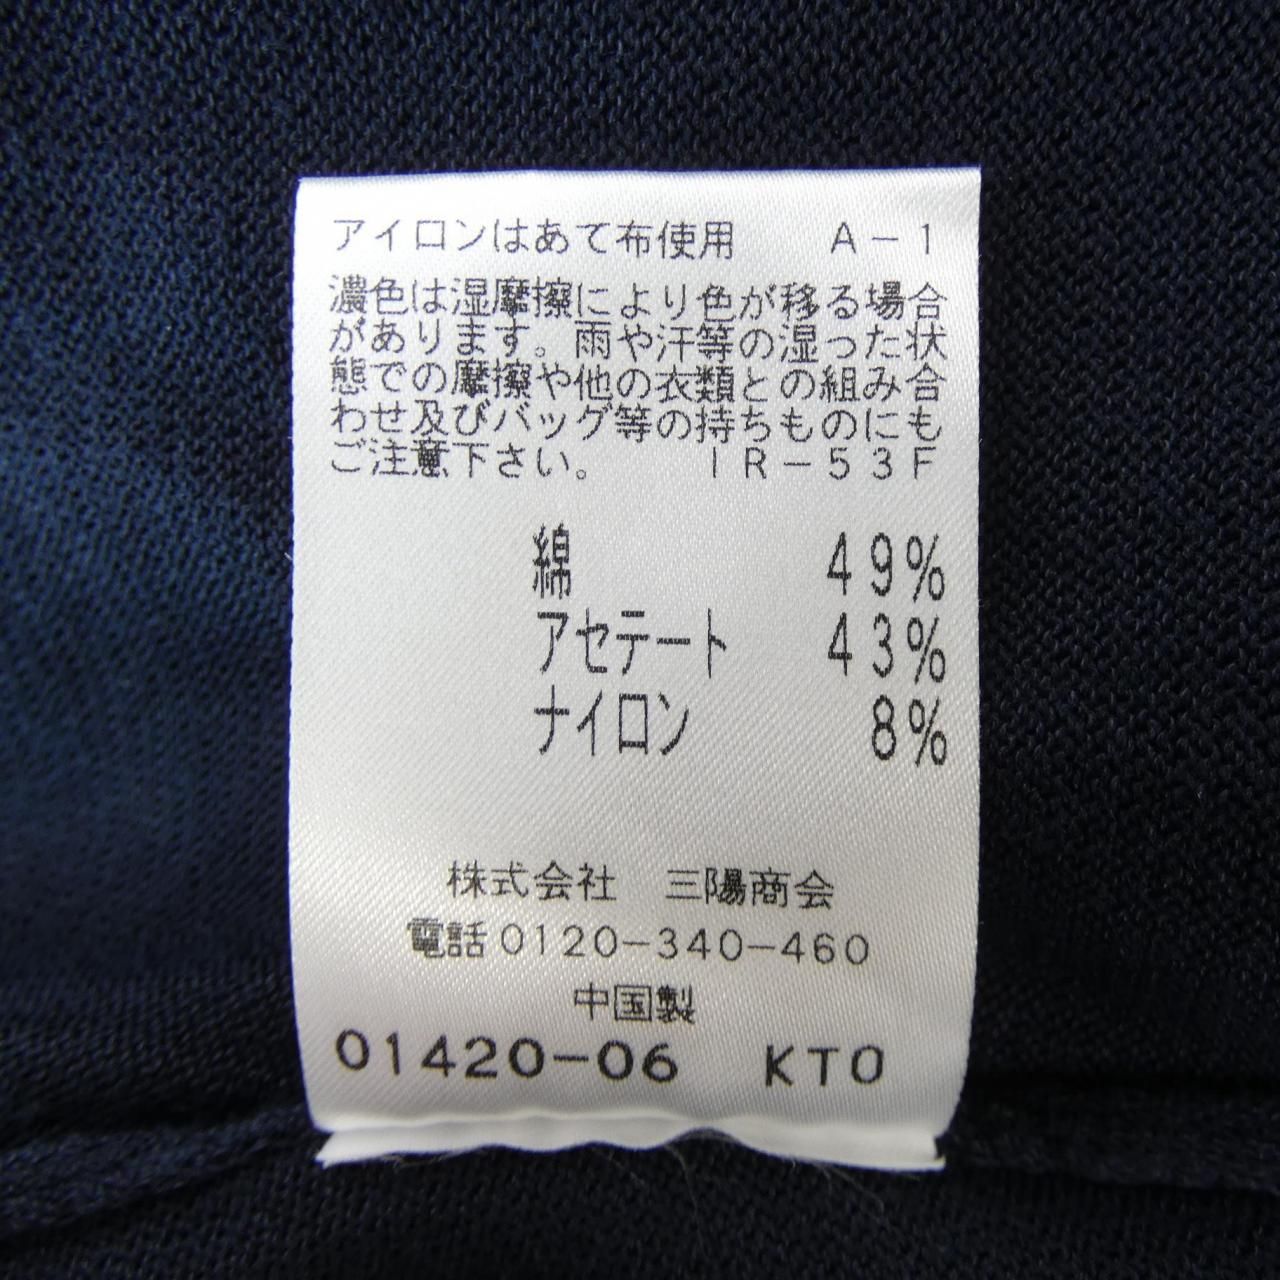 アイロンはあて布使用 A-1
濃色は湿摩擦により色が移る場合
があります。雨や汗等の湿った状
態での摩擦や他の衣類との組み合
わせ及びバッグ等の持ちものにも
ご注意下さい。 IR-53F
綿 49%
アセテート 43%
ナイロン 8%
株式会社 三陽商会
電話0120-340-460
中国製
01420-06 KTO